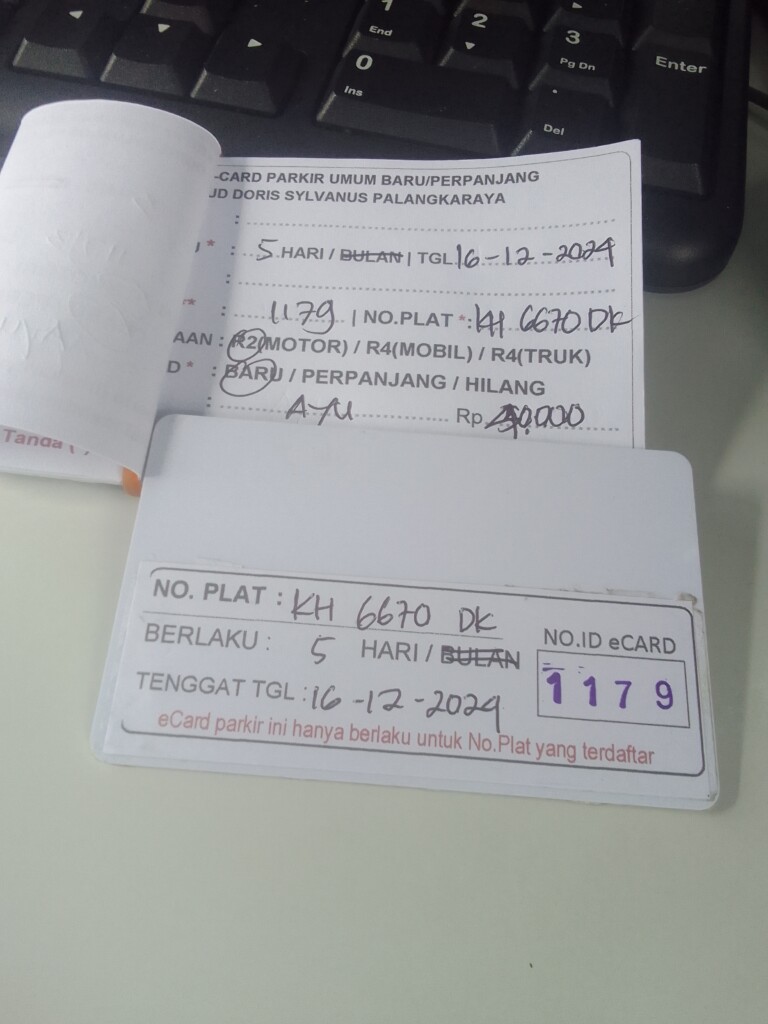 1
End
2
3
Pg Dn
Enter
0
Ins
.
Del
-CARD PARKIR UMUM BARU/PERPANJANG
UD DORIS SYLVANUS PALANGKARAYA
:
* : 5 HARI / BULAN | TGL 16-12-2024
:
* : 1179 | NO.PLAT * : KH 6670 DK
AAN : R2(MOTOR) / R4(MOBIL) / R4(TRUK)
D * : BARU / PERPANJANG / HILANG
: AYU Rp
Tanda (*)
NO. PLAT : KH 6670 DK
BERLAKU : 5 HARI / BULAN
TENGGAT TGL : 16-12-2024
NO.ID eCARD
1179
eCard parkir ini hanya berlaku untuk No.Plat yang terdaftar